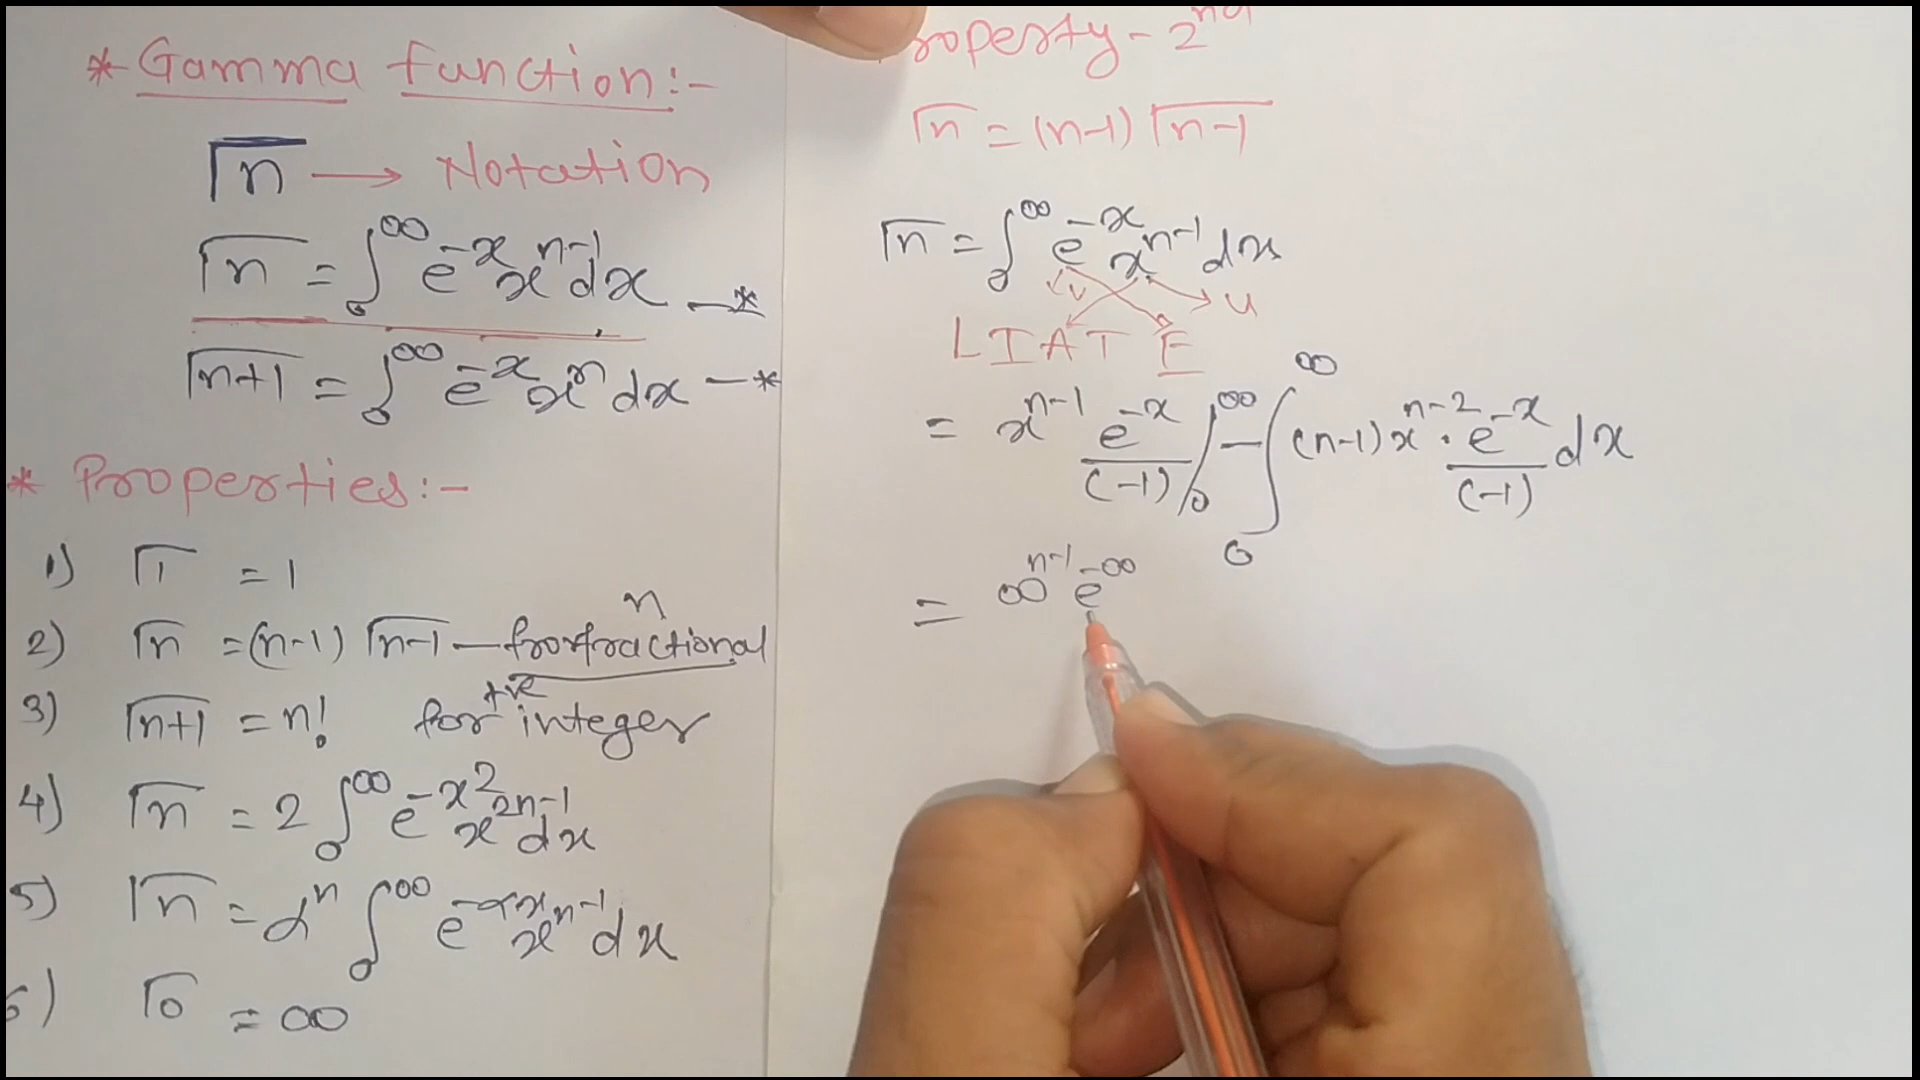 * Gamma function:-
Γn → Notation
Γn = ∫₀^∞ e^-x x^n-1 dx —*
Γn+1 = ∫₀^∞ e^-x x^n dx —*
* Properties:-
1) Γ1 = 1
2) Γn = (n-1) Γn-1 — for fractional n
3) Γn+1 = n! for +ve integer
4) Γn = 2 ∫₀^∞ e^-x² x^2n-1 dx
5) Γn = α^n ∫₀^∞ e^-αx x^n-1 dx
6) Γ0 = ∞
roperty - 2nd
Γn = (n-1) Γn-1
Γn = ∫₀^∞ e^-x x^n-1 dx
v u
L I A T E
= x^n-1 e^-x/(-1) /₀^∞ - ∫₀^∞ (n-1) x^n-2 . e^-x/(-1) dx
= ∞^n-1 e^-∞